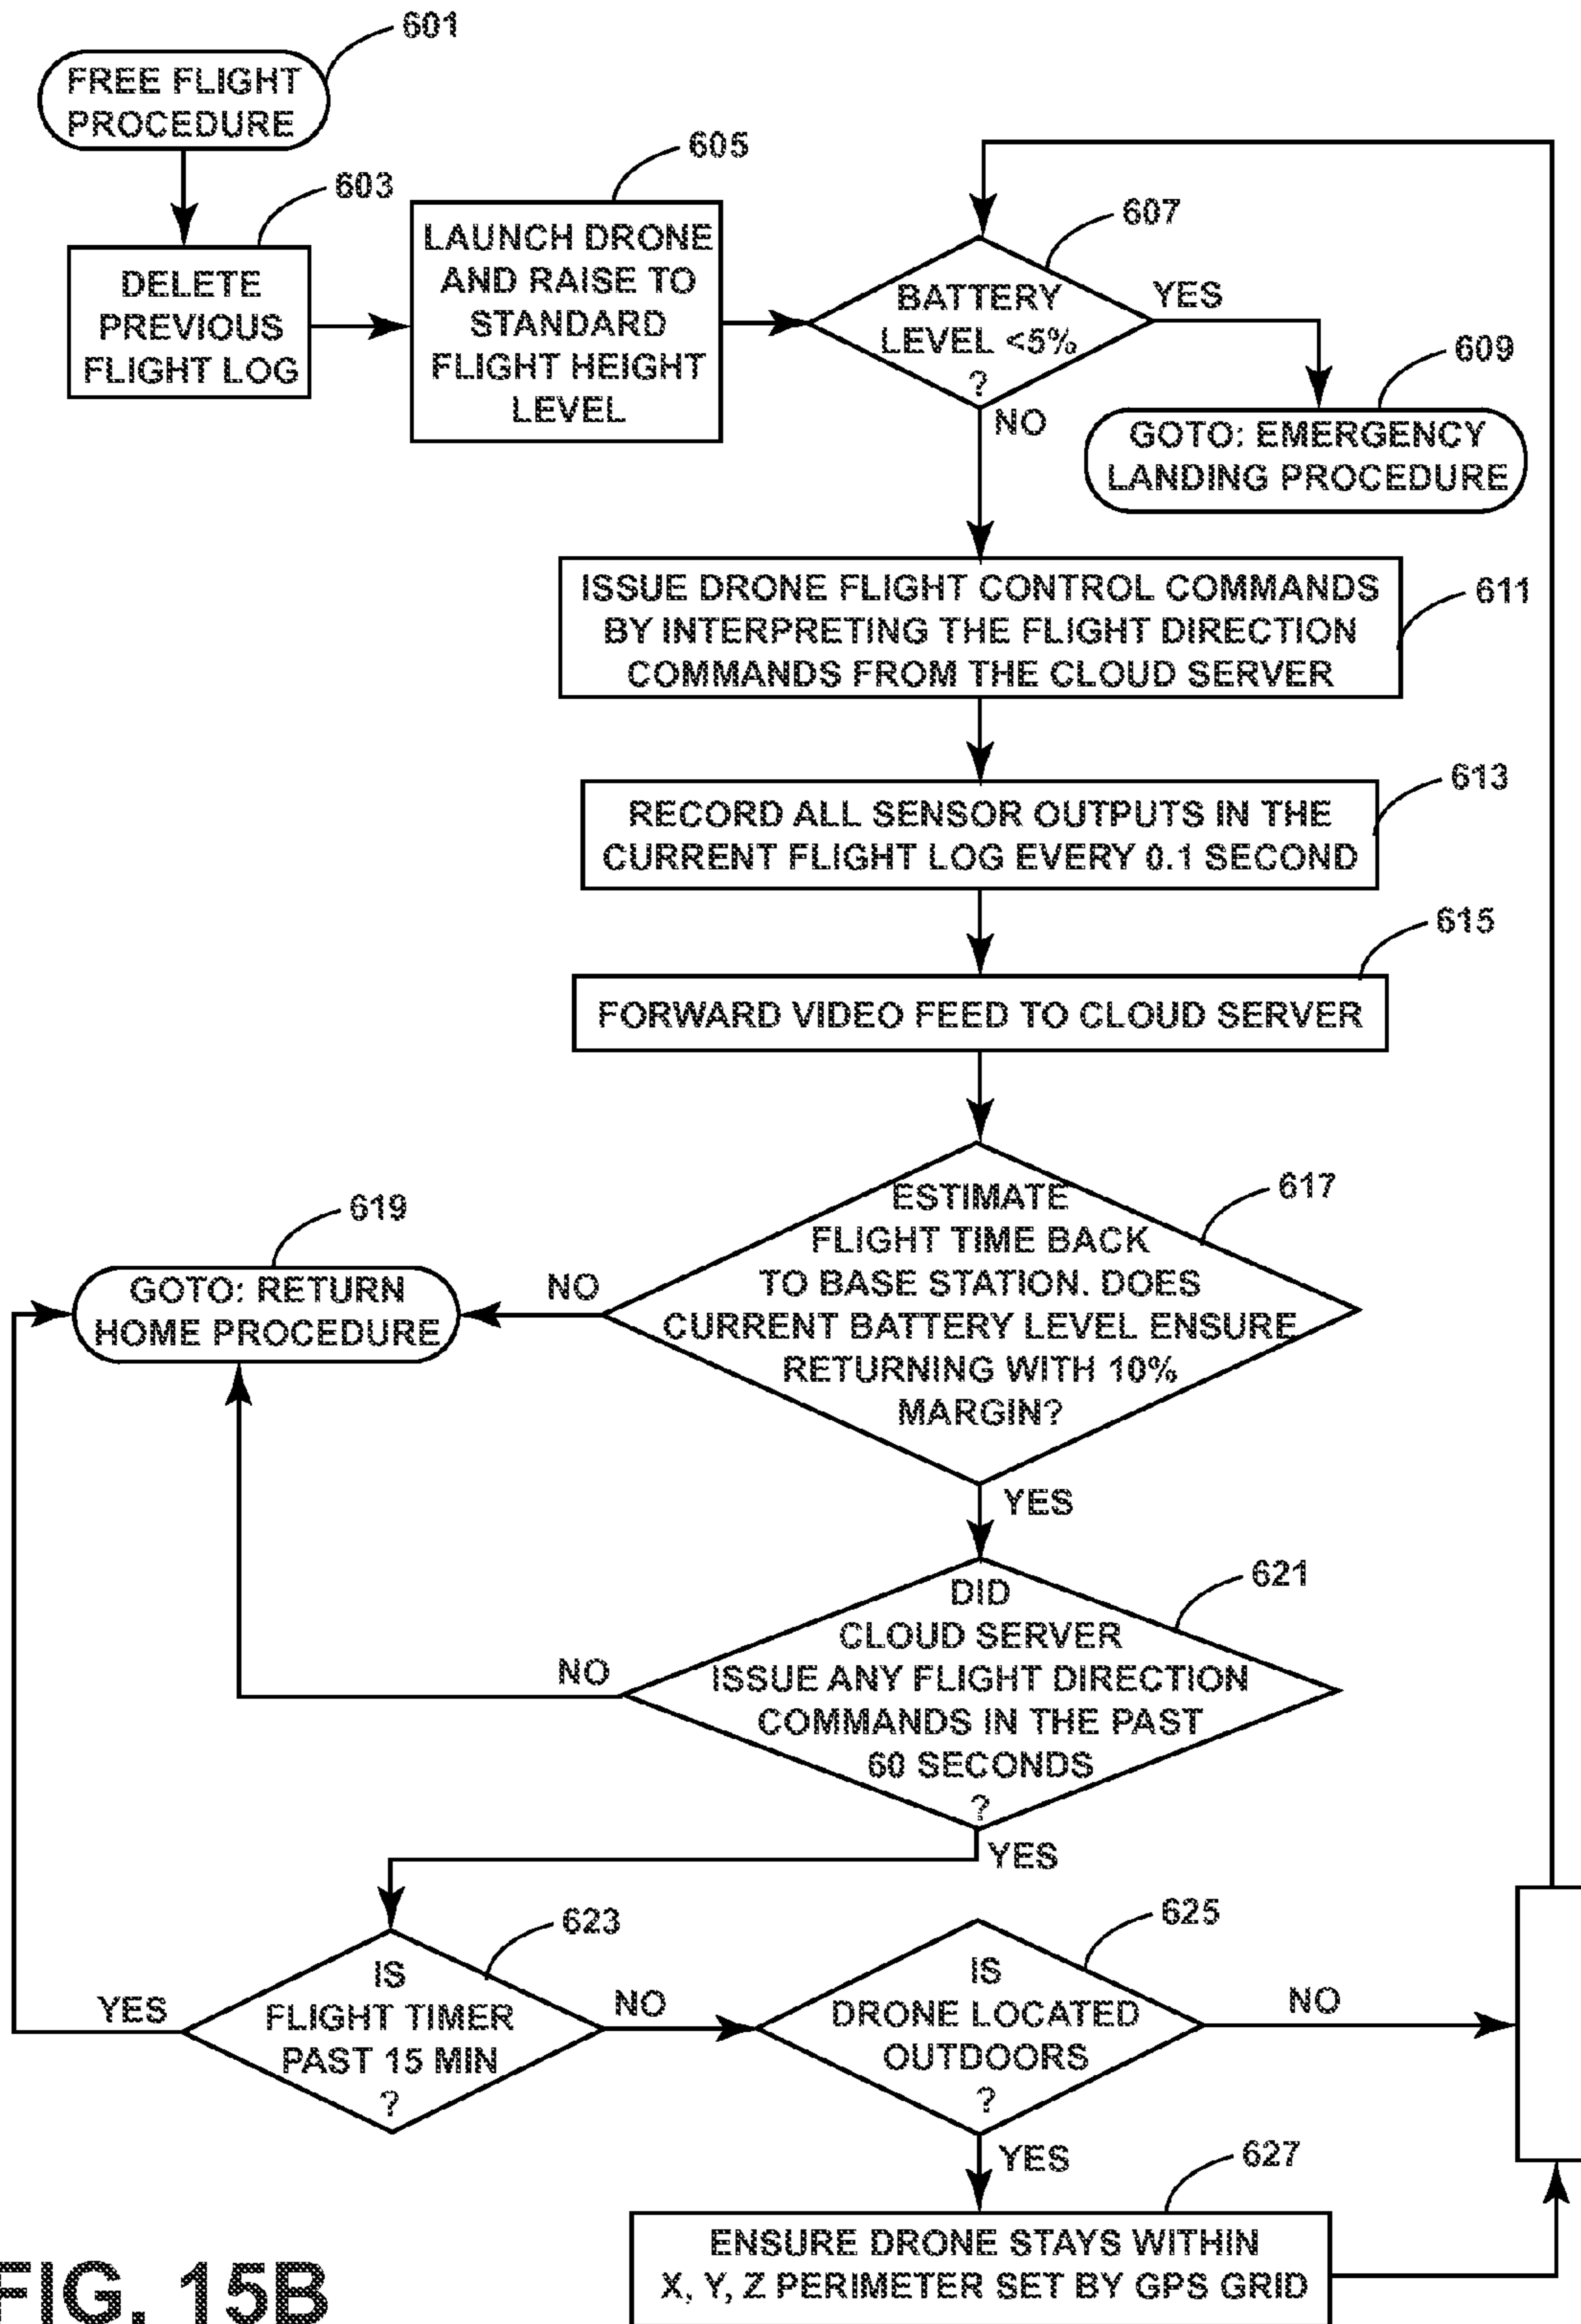 601
FREE FLIGHT
PROCEDURE
603
DELETE
PREVIOUS
FLIGHT LOG
605
LAUNCH DRONE
AND RAISE TO
STANDARD
FLIGHT HEIGHT
LEVEL
607
BATTERY
LEVEL <5%
?
YES
NO
609
GOTO: EMERGENCY
LANDING PROCEDURE
611
ISSUE DRONE FLIGHT CONTROL COMMANDS
BY INTERPRETING THE FLIGHT DIRECTION
COMMANDS FROM THE CLOUD SERVER
613
RECORD ALL SENSOR OUTPUTS IN THE
CURRENT FLIGHT LOG EVERY 0.1 SECOND
615
FORWARD VIDEO FEED TO CLOUD SERVER
617
ESTIMATE
FLIGHT TIME BACK
TO BASE STATION. DOES
CURRENT BATTERY LEVEL ENSURE
RETURNING WITH 10%
MARGIN?
NO
YES
619
GOTO: RETURN
HOME PROCEDURE
621
DID
CLOUD SERVER
ISSUE ANY FLIGHT DIRECTION
COMMANDS IN THE PAST
60 SECONDS
?
NO
YES
623
IS
FLIGHT TIMER
PAST 15 MIN
?
YES
NO
625
IS
DRONE LOCATED
OUTDOORS
?
NO
YES
627
ENSURE DRONE STAYS WITHIN
X, Y, Z PERIMETER SET BY GPS GRID
FIG. 15B